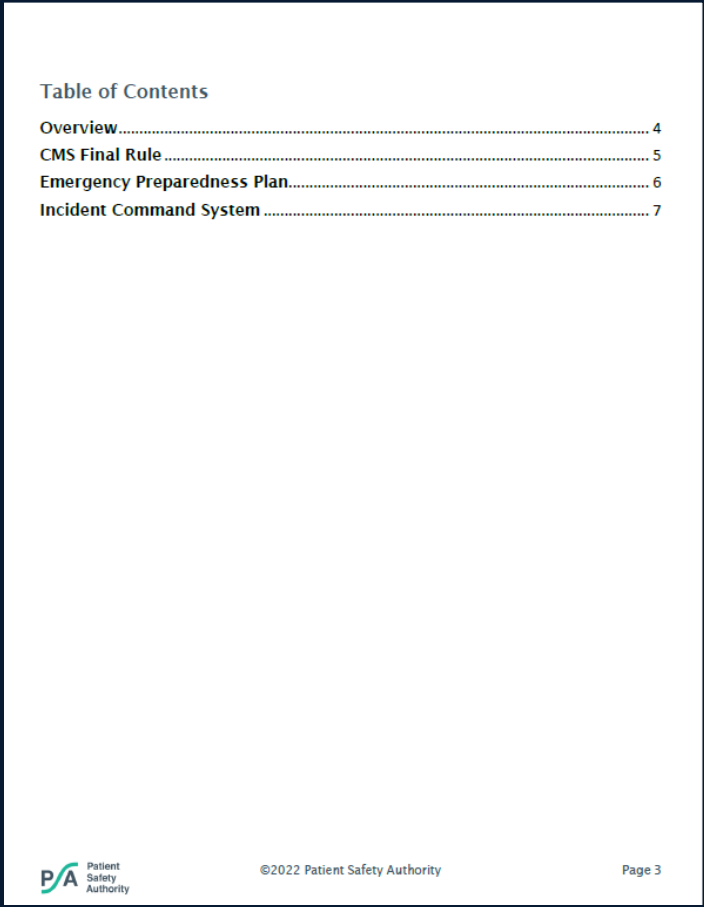 Table of Contents
Overview.................................................................................................................................. 4
CMS Final Rule ...................................................................................................................... 5
Emergency Preparedness Plan....................................................................................... 6
Incident Command System ............................................................................................. 7
PSA Patient
Safety
Authority
©2022 Patient Safety Authority
Page 3